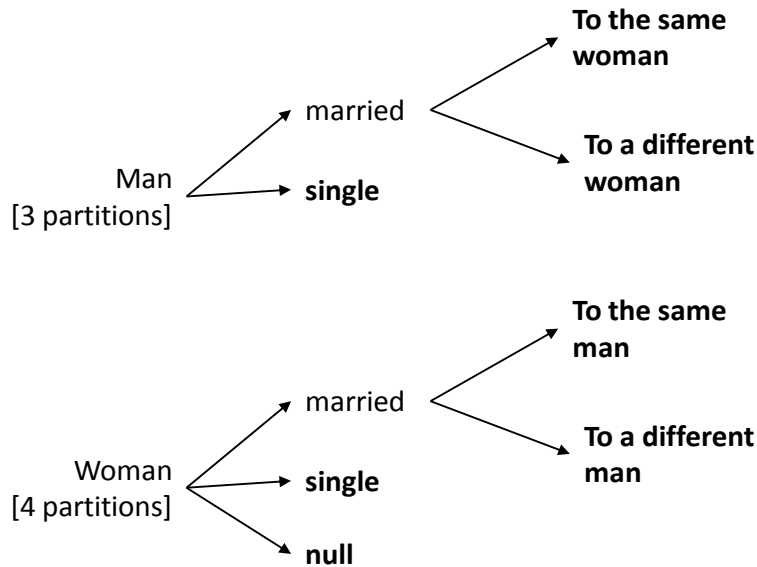 To the same
woman
married
To a different
woman
Man
[3 partitions]
single
To the same
man
married
To a different
man
Woman
[4 partitions]
single
null